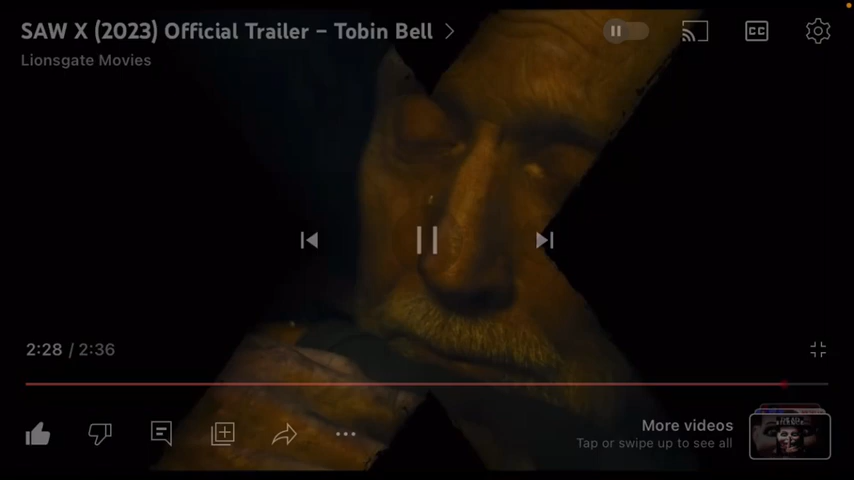 SAW X (2023) Official Trailer – Tobin Bell
CC
Lionsgate Movies
2:28 / 2:36
More videos
Tap or swipe up to see all